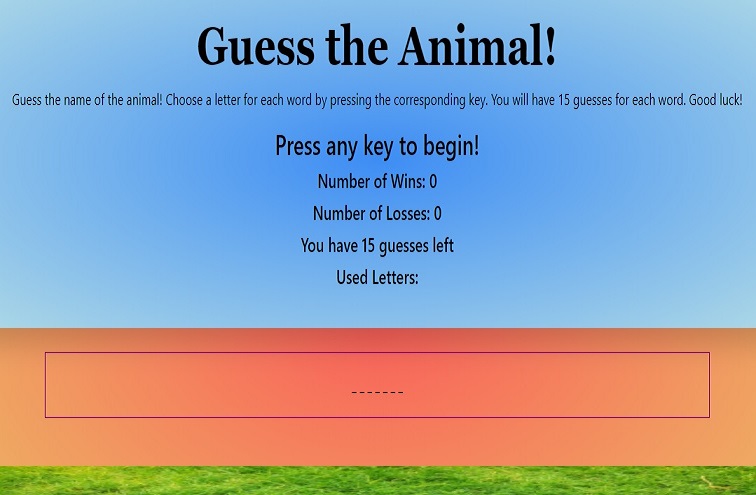 Guess the Animal!
Guess the name of the animal! Choose a letter for each word by pressing the corresponding key. You will have 15 guesses for each word. Good luck!
Press any key to begin!
Number of Wins: 0
Number of Losses: 0
You have 15 guesses left
Used Letters:
_ _ _ _ _ _ _